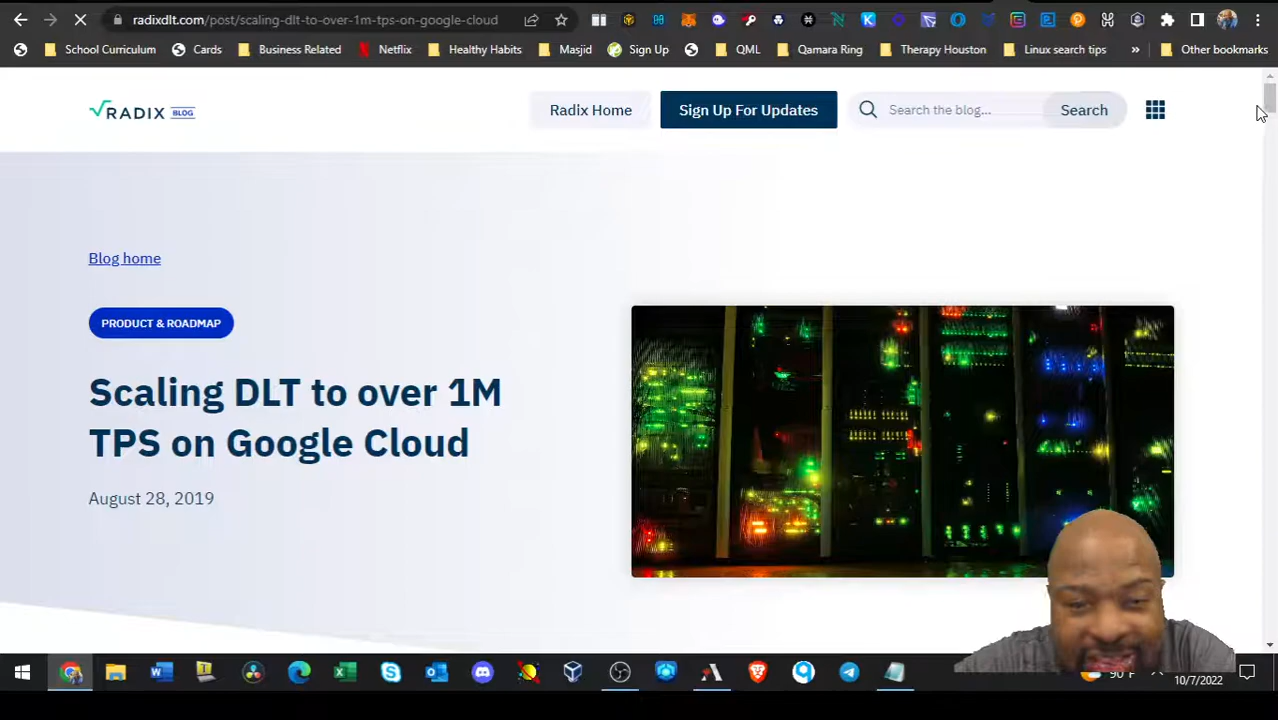 radixdlt.com/post/scaling-dlt-to-over-1m-tps-on-google-cloud
School Curriculum
Cards
Business Related
Netflix
Healthy Habits
Masjid
Sign Up
QML
Qamara Ring
Therapy Houston
Linux search tips
»
Other bookmarks
RADIX BLOG
Radix Home
Sign Up For Updates
Search the blog...
Search
Blog home
PRODUCT & ROADMAP
Scaling DLT to over 1M
TPS on Google Cloud
August 28, 2019
90°F
10/7/2022